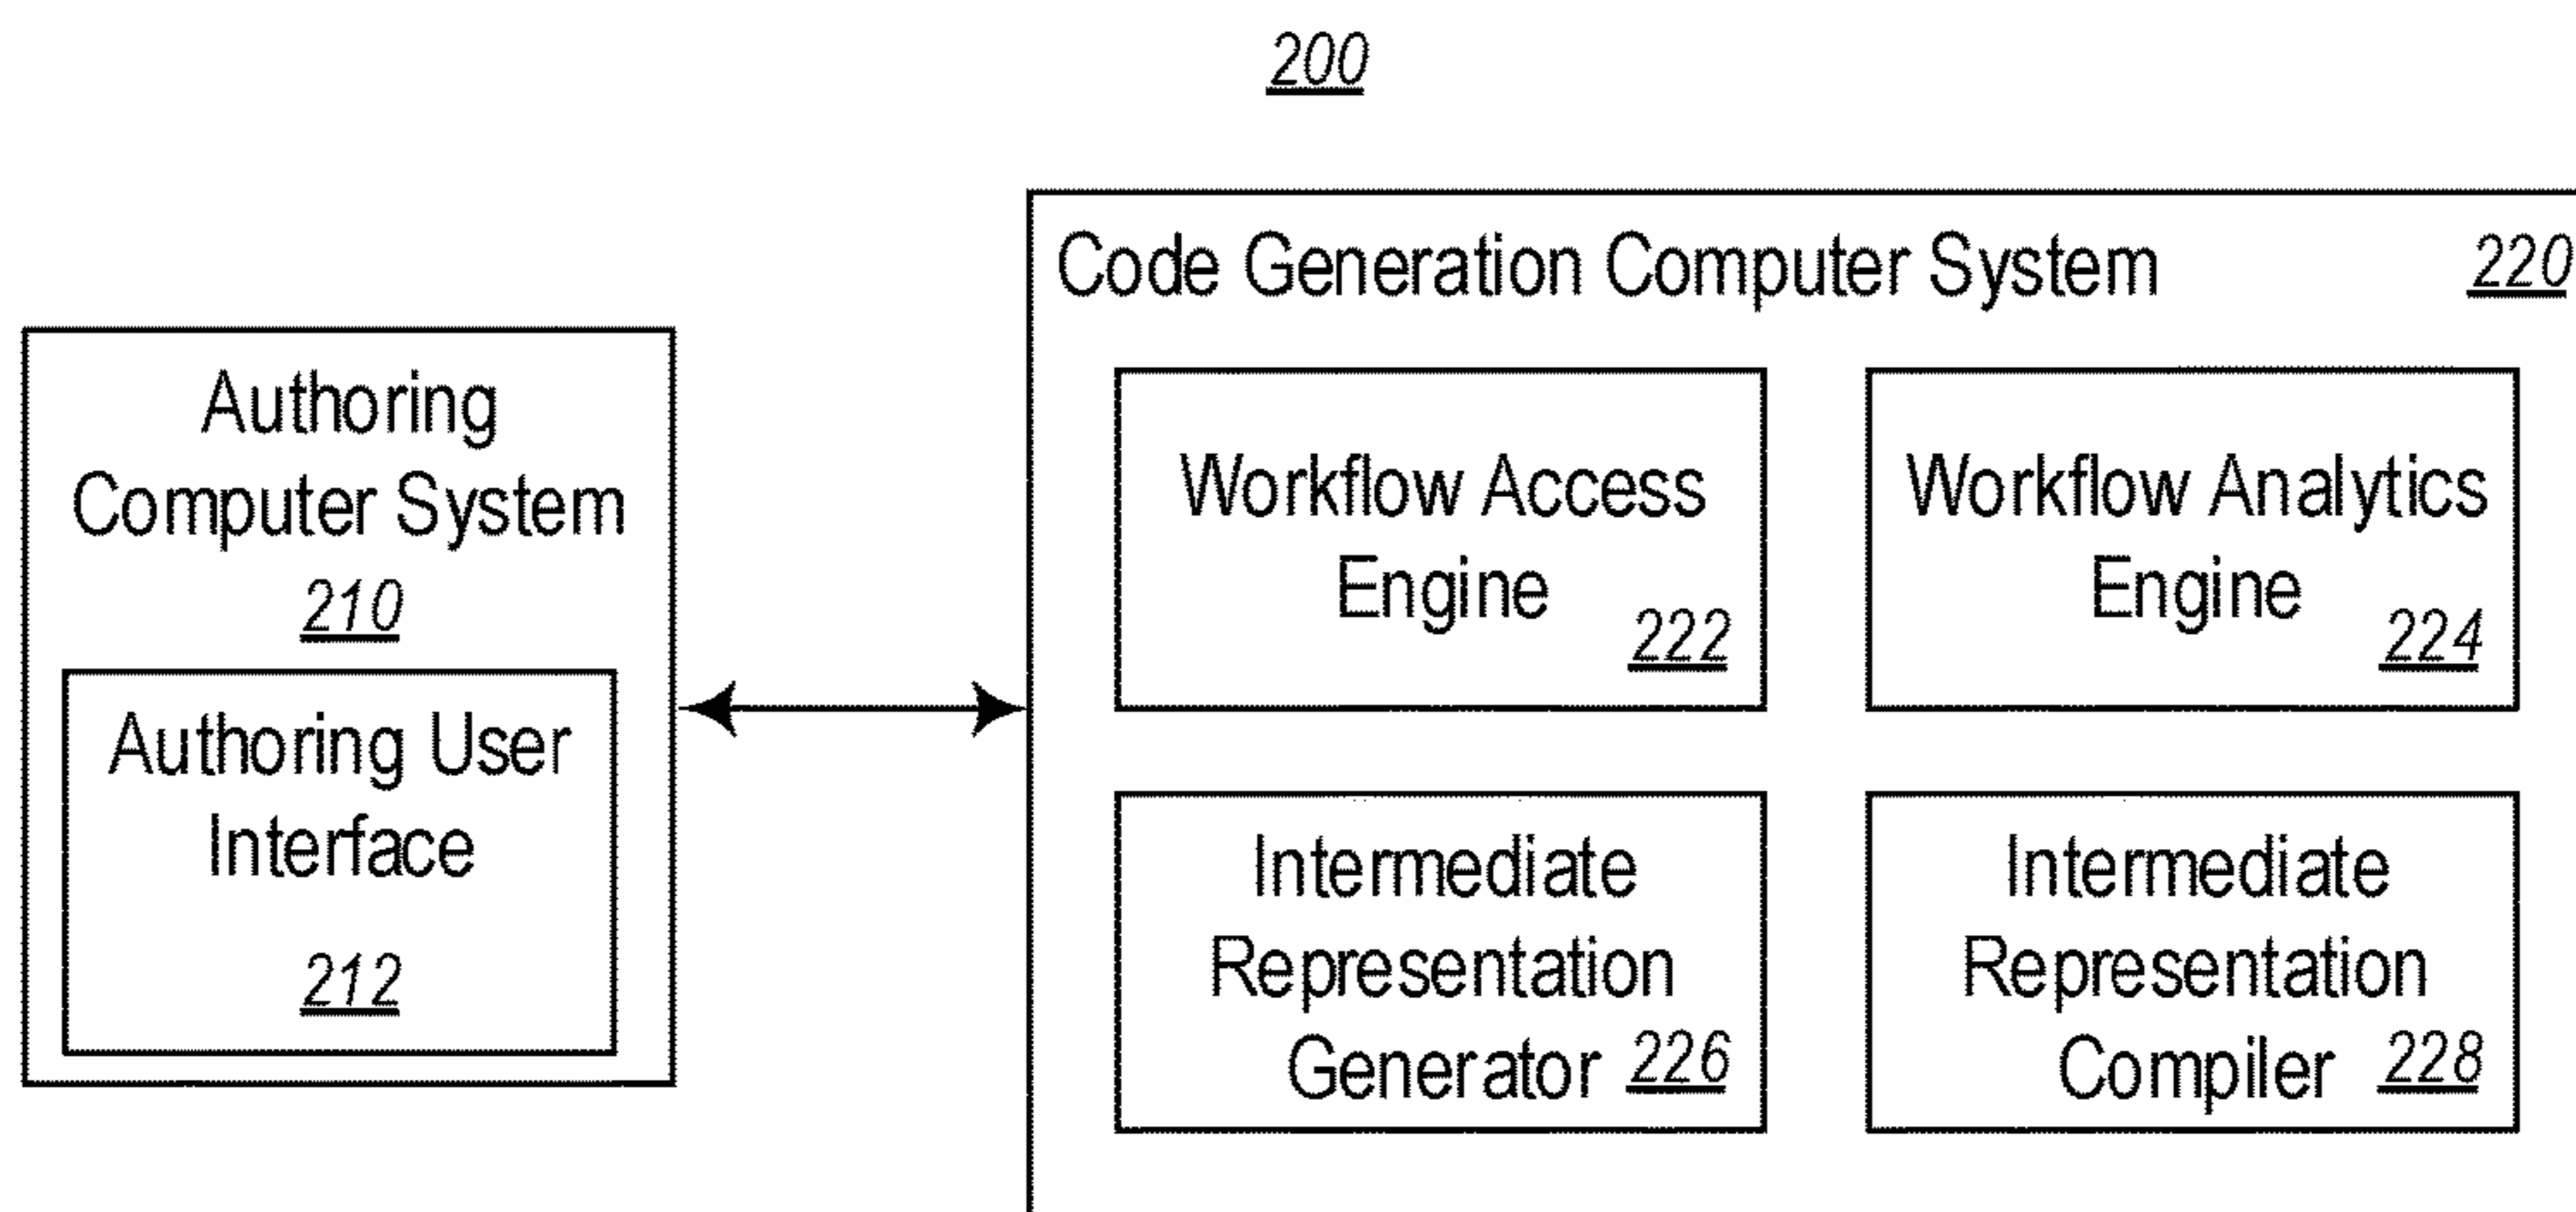 200
Authoring
Computer System
210
Authoring User
Interface
212
Code Generation Computer System 220
Workflow Access
Engine 222
Workflow Analytics
Engine 224
Intermediate
Representation
Generator 226
Intermediate
Representation
Compiler 228